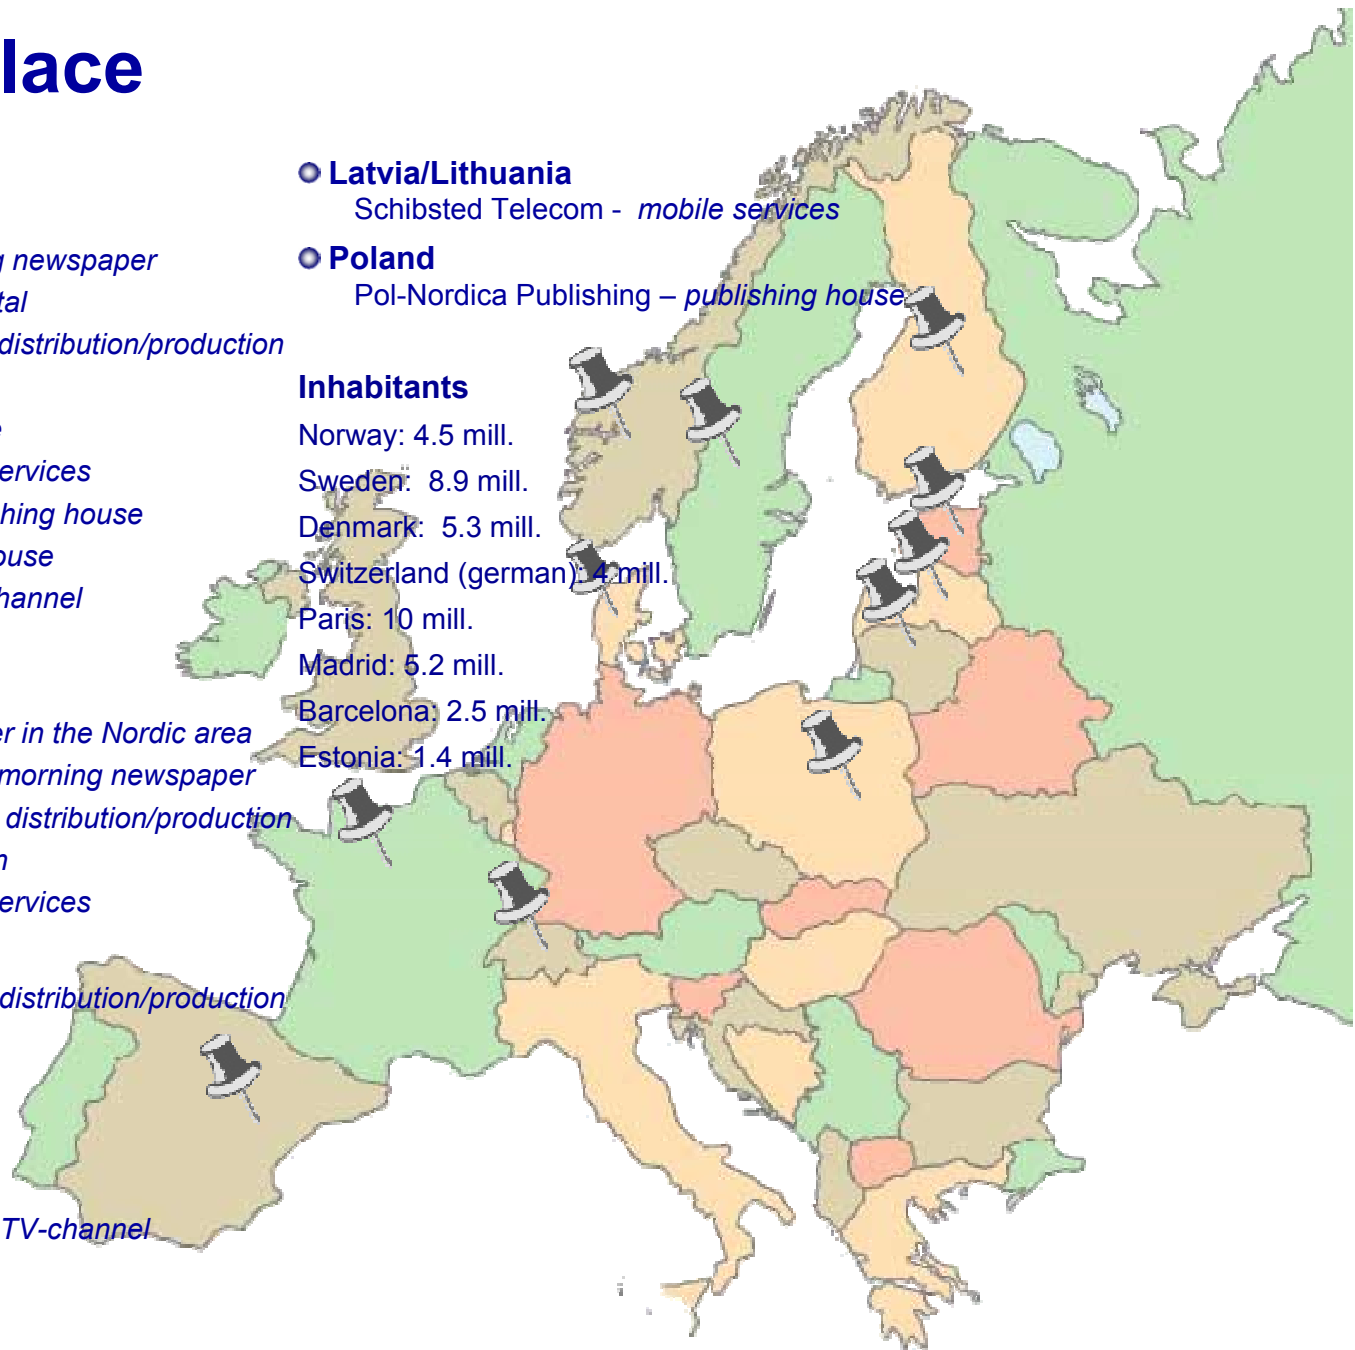 lace
g newspaper
tal
distribution/production
e
ervices
hing house
ouse
hannel
er in the Nordic area
morning newspaper
distribution/production
n
ervices
distribution/production
TV-channel
Latvia/Lithuania
Schibsted Telecom - mobile services
Poland
Pol-Nordica Publishing – publishing house
Inhabitants
Norway: 4.5 mill.
Sweden: 8.9 mill.
Denmark: 5.3 mill.
Switzerland (german): 4 mill.
Paris: 10 mill.
Madrid: 5.2 mill.
Barcelona: 2.5 mill.
Estonia: 1.4 mill.